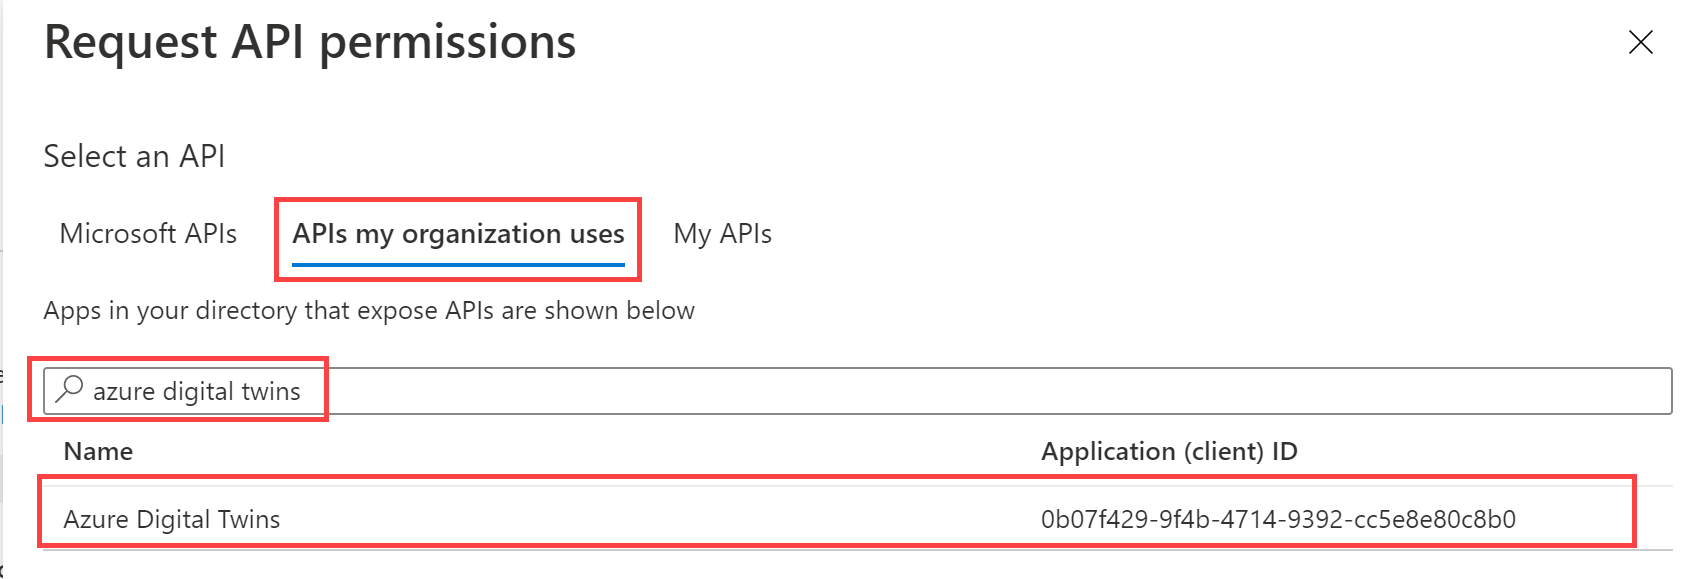 Request API permissions
Select an API
Microsoft APIs APIs my organization uses My APIs
Apps in your directory that expose APIs are shown below
azure digital twins
Name Application (client) ID
Azure Digital Twins 0b07f429-9f4b-4714-9392-cc5e8e80c8b0